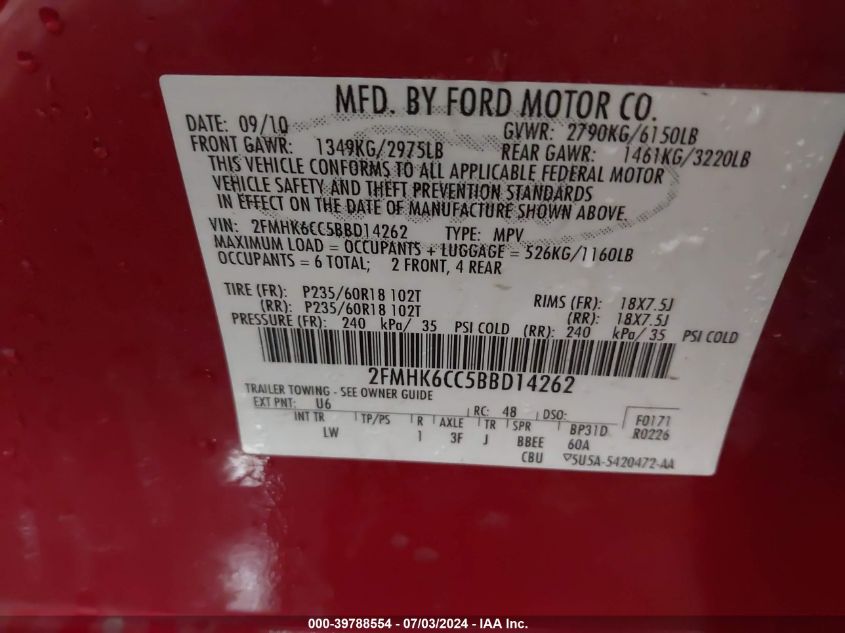 MFD. BY FORD MOTOR CO.
DATE: 09/10 GVWR: 2790KG/6150LB
FRONT GAWR: 1349KG/2975LB REAR GAWR: 1461KG/3220LB
THIS VEHICLE CONFORMS TO ALL APPLICABLE FEDERAL MOTOR
VEHICLE SAFETY AND THEFT PREVENTION STANDARDS
IN EFFECT ON THE DATE OF MANUFACTURE SHOWN ABOVE.
VIN: 2FMHK6CC5BBD14262 TYPE: MPV
MAXIMUM LOAD = OCCUPANTS + LUGGAGE = 526KG/1160LB
OCCUPANTS = 6 TOTAL; 2 FRONT, 4 REAR
TIRE (FR): P235/60R18 102T RIMS (FR): 18X7.5J
(RR): P235/60R18 102T (RR): 18X7.5J
PRESSURE (FR): 240 kPa/ 35 PSI COLD (RR): 240 kPa/ 35 PSI COLD
2FMHK6CC5BBD14262
TRAILER TOWING - SEE OWNER GUIDE
EXT PNT: U6 RC: 48 DSO: F0171
INT TR TP/PS R AXLE TR SPR BP31D R0226
LW 1 3F J BBEE 60A
CBU 5U5A-5420472-AA
000-39788554 / 07/03/2024 - IAA Inc.